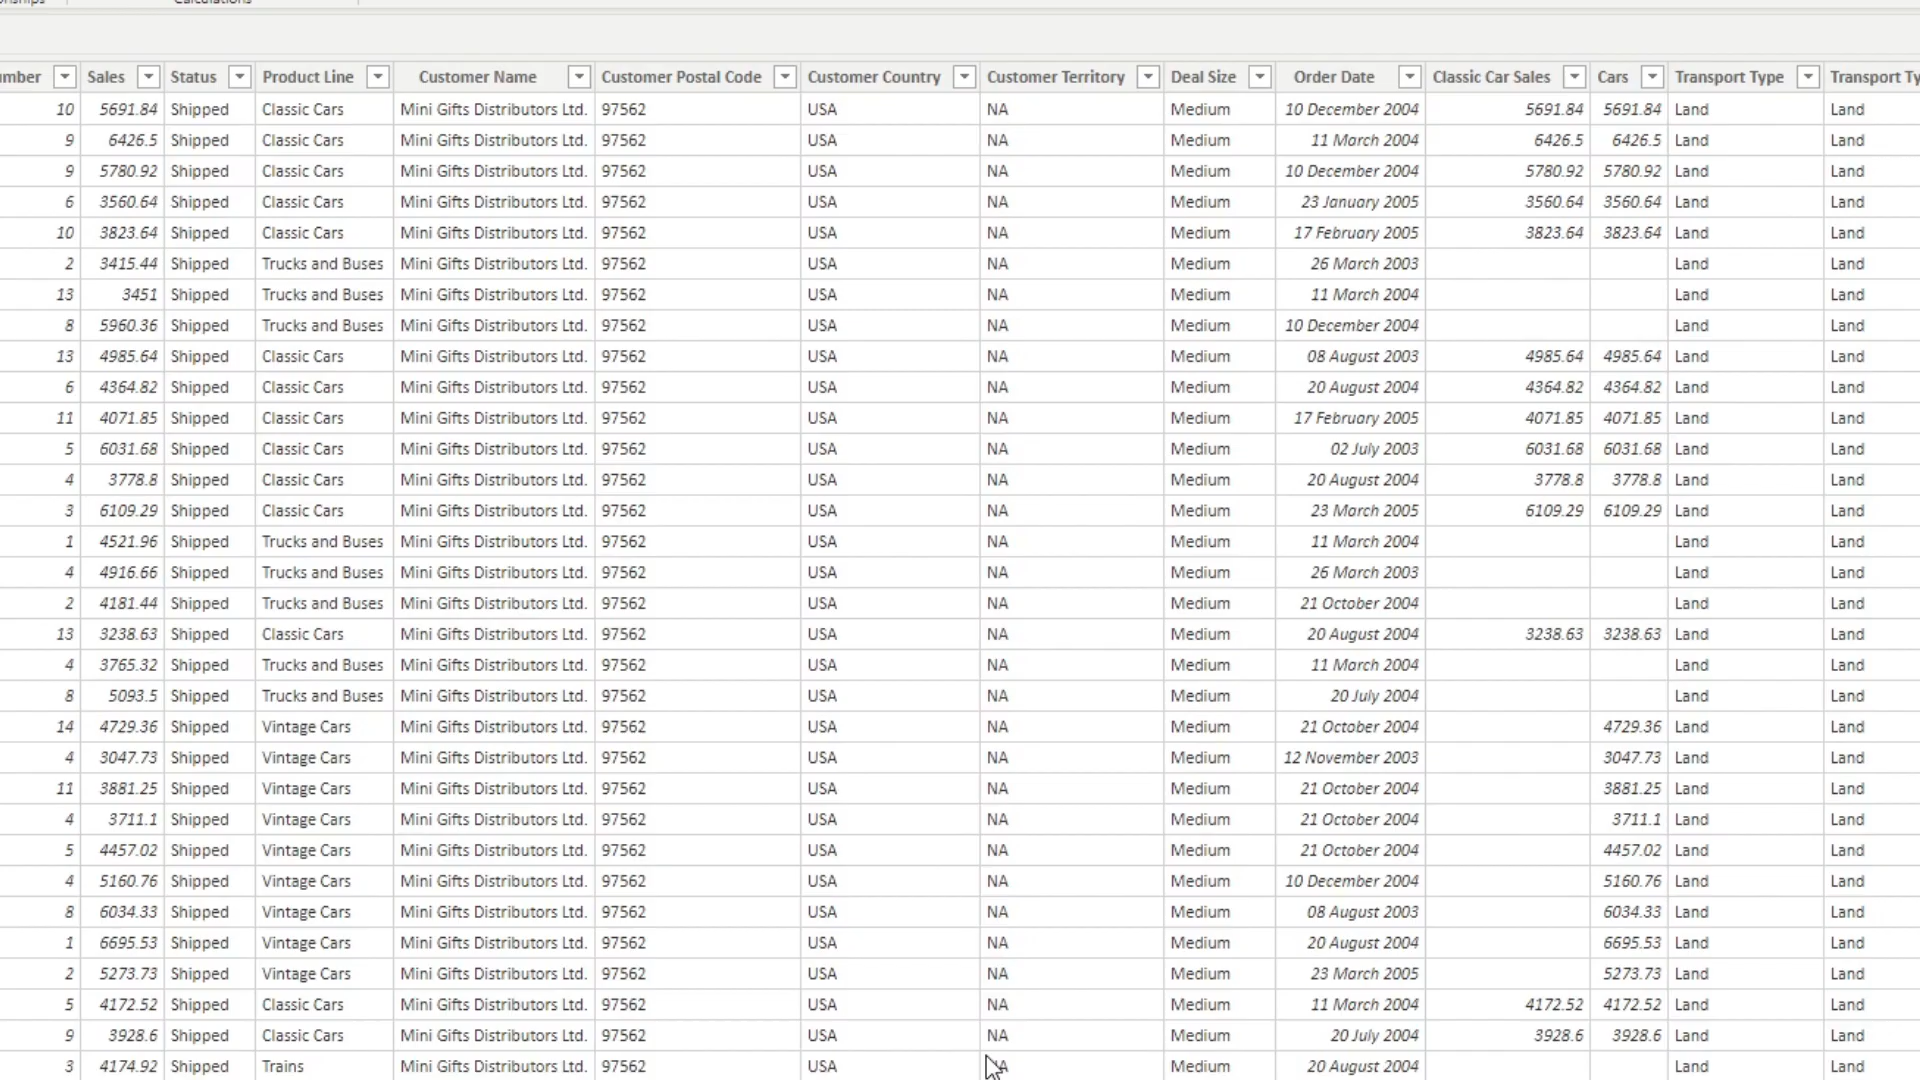 Calculations
Sales Status Product Line Customer Name Customer Postal Code Customer Country Customer Territory Deal Size Order Date Classic Car Sales Cars Transport Type Transport
10 5691.84 Shipped Classic Cars Mini Gifts Distributors Ltd. 97562 USA NA Medium 10 December 2004 5691.84 5691.84 Land Land
9 6426.5 Shipped Classic Cars Mini Gifts Distributors Ltd. 97562 USA NA Medium 11 March 2004 6426.5 6426.5 Land Land
9 5780.92 Shipped Classic Cars Mini Gifts Distributors Ltd. 97562 USA NA Medium 10 December 2004 5780.92 5780.92 Land Land
6 3560.64 Shipped Classic Cars Mini Gifts Distributors Ltd. 97562 USA NA Medium 23 January 2005 3560.64 3560.64 Land Land
10 3823.64 Shipped Classic Cars Mini Gifts Distributors Ltd. 97562 USA NA Medium 17 February 2005 3823.64 3823.64 Land Land
2 3415.44 Shipped Trucks and Buses Mini Gifts Distributors Ltd. 97562 USA NA Medium 26 March 2003 Land Land
13 3451 Shipped Trucks and Buses Mini Gifts Distributors Ltd. 97562 USA NA Medium 11 March 2004 Land Land
8 5960.36 Shipped Trucks and Buses Mini Gifts Distributors Ltd. 97562 USA NA Medium 10 December 2004 Land Land
13 4985.64 Shipped Classic Cars Mini Gifts Distributors Ltd. 97562 USA NA Medium 08 August 2003 4985.64 4985.64 Land Land
6 4364.82 Shipped Classic Cars Mini Gifts Distributors Ltd. 97562 USA NA Medium 20 August 2004 4364.82 4364.82 Land Land
11 4071.85 Shipped Classic Cars Mini Gifts Distributors Ltd. 97562 USA NA Medium 17 February 2005 4071.85 4071.85 Land Land
5 6031.68 Shipped Classic Cars Mini Gifts Distributors Ltd. 97562 USA NA Medium 02 July 2003 6031.68 6031.68 Land Land
4 3778.8 Shipped Classic Cars Mini Gifts Distributors Ltd. 97562 USA NA Medium 20 August 2004 3778.8 3778.8 Land Land
3 6109.29 Shipped Classic Cars Mini Gifts Distributors Ltd. 97562 USA NA Medium 23 March 2005 6109.29 6109.29 Land Land
1 4521.96 Shipped Trucks and Buses Mini Gifts Distributors Ltd. 97562 USA NA Medium 11 March 2004 Land Land
4 4916.66 Shipped Trucks and Buses Mini Gifts Distributors Ltd. 97562 USA NA Medium 26 March 2003 Land Land
2 4181.44 Shipped Trucks and Buses Mini Gifts Distributors Ltd. 97562 USA NA Medium 21 October 2004 Land Land
13 3238.63 Shipped Classic Cars Mini Gifts Distributors Ltd. 97562 USA NA Medium 20 August 2004 3238.63 3238.63 Land Land
4 3765.32 Shipped Trucks and Buses Mini Gifts Distributors Ltd. 97562 USA NA Medium 11 March 2004 Land Land
8 5093.5 Shipped Trucks and Buses Mini Gifts Distributors Ltd. 97562 USA NA Medium 20 July 2004 Land Land
14 4729.36 Shipped Vintage Cars Mini Gifts Distributors Ltd. 97562 USA NA Medium 21 October 2004 4729.36 Land Land
4 3047.73 Shipped Vintage Cars Mini Gifts Distributors Ltd. 97562 USA NA Medium 12 November 2003 3047.73 Land Land
11 3881.25 Shipped Vintage Cars Mini Gifts Distributors Ltd. 97562 USA NA Medium 21 October 2004 3881.25 Land Land
4 3711.1 Shipped Vintage Cars Mini Gifts Distributors Ltd. 97562 USA NA Medium 21 October 2004 3711.1 Land Land
5 4457.02 Shipped Vintage Cars Mini Gifts Distributors Ltd. 97562 USA NA Medium 21 October 2004 4457.02 Land Land
4 5160.76 Shipped Vintage Cars Mini Gifts Distributors Ltd. 97562 USA NA Medium 10 December 2004 5160.76 Land Land
8 6034.33 Shipped Vintage Cars Mini Gifts Distributors Ltd. 97562 USA NA Medium 08 August 2003 6034.33 Land Land
1 6695.53 Shipped Vintage Cars Mini Gifts Distributors Ltd. 97562 USA NA Medium 20 August 2004 6695.53 Land Land
2 5273.73 Shipped Vintage Cars Mini Gifts Distributors Ltd. 97562 USA NA Medium 23 March 2005 5273.73 Land Land
5 4172.52 Shipped Classic Cars Mini Gifts Distributors Ltd. 97562 USA NA Medium 11 March 2004 4172.52 4172.52 Land Land
9 3928.6 Shipped Classic Cars Mini Gifts Distributors Ltd. 97562 USA NA Medium 20 July 2004 3928.6 3928.6 Land Land
3 4174.92 Shipped Trains Mini Gifts Distributors Ltd. 97562 USA NA Medium 20 August 2004 Land Land